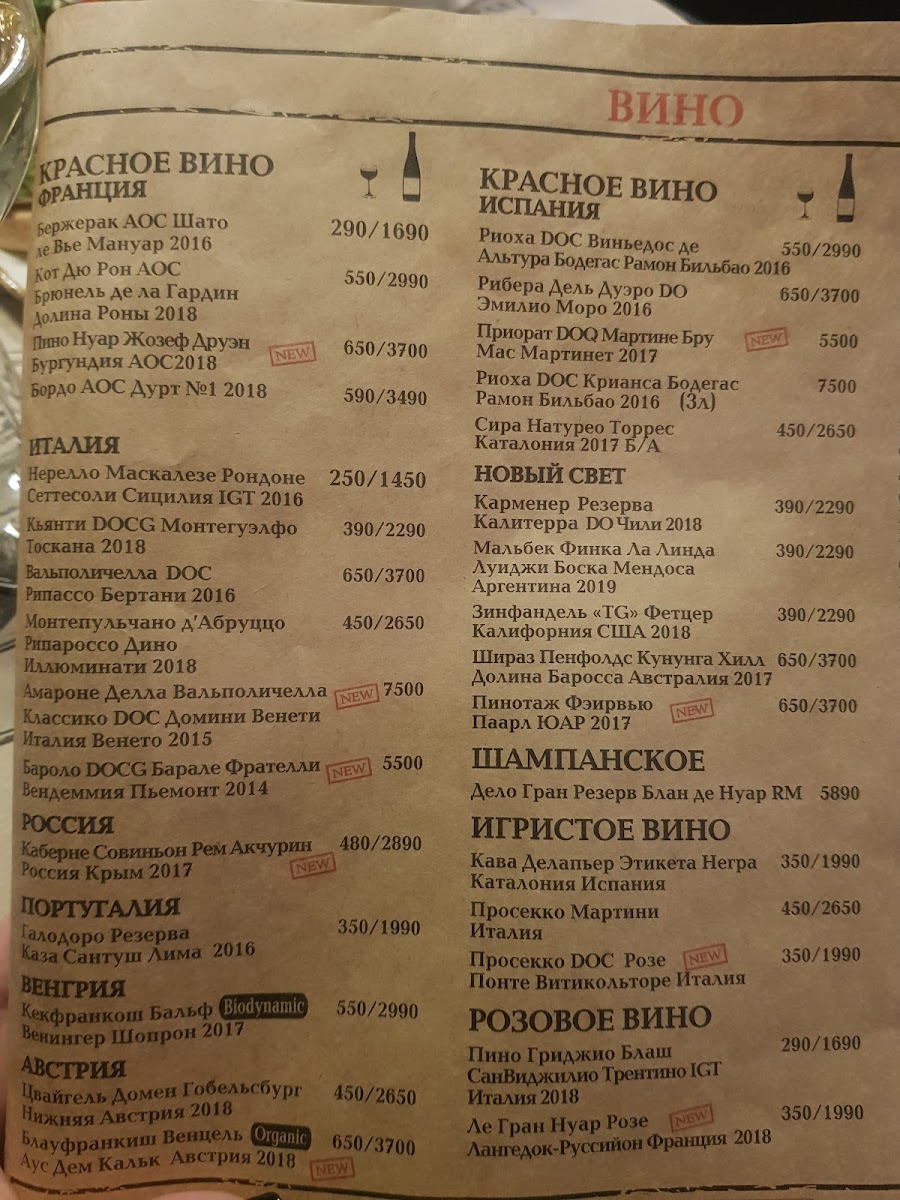 ВИНО
КРАСНОЕ ВИНО
ФРАНЦИЯ
Бержерак АОС Шато 290/1690
ле Вье Мануар 2016
Кот Дю Рон АОС 550/2990
Брюнель де ла Гардин
Долина Роны 2018
Пино Нуар Жозеф Друэн 650/3700
Бургундия АОС2018 NEW
Бордо АОС Дурт №1 2018 590/3490
ИТАЛИЯ
Нерелло Маскалезе Рондоне 250/1450
Сеттесоли Сицилия IGT 2016
Кьянти DOCG Монтегуэлфо 390/2290
Тоскана 2018
Вальполичелла DOC 650/3700
Рипассо Бертани 2016
Монтепульчано д'Абруццо 450/2650
Рипароссо Дино
Иллюминати 2018
Амароне Делла Вальполичелла NEW 7500
Классико DOC Домини Венети
Италия Венето 2015
Бароло DOCG Барале Фрателли NEW 5500
Вендеммия Пьемонт 2014
РОССИЯ
Каберне Совиньон Рем Акчурин 480/2890
Россия Крым 2017 NEW
ПОРТУГАЛИЯ
Галодоро Резерва 350/1990
Каза Сантуш Лима 2016
ВЕНГРИЯ
Кекфранкош Бальф Biodynamic 550/2990
Венингер Шопрон 2017
АВСТРИЯ
Цвайгель Домен Гобельсбург 450/2650
Нижняя Австрия 2018
Блауфранкиш Венцель Organic 650/3700
Аус Дем Кальк Австрия 2018 NEW
КРАСНОЕ ВИНО
ИСПАНИЯ
Риоха DOC Виньедос де 550/2990
Альтура Бодегас Рамон Бильбао 2016
Рибера Дель Дуэро DO 650/3700
Эмилио Моро 2016
Приорат DOQ Мартине Бру NEW 5500
Мас Мартинет 2017
Риоха DOC Крианса Бодегас 7500
Рамон Бильбао 2016 (3л)
Сира Натурео Торрес 450/2650
Каталония 2017 Б/А
НОВЫЙ СВЕТ
Карменер Резерва 390/2290
Калитерра DO Чили 2018
Мальбек Финка Ла Линда 390/2290
Луиджи Боска Мендоса
Аргентина 2019
Зинфандель «TG» Фетцер 390/2290
Калифорния США 2018
Шираз Пенфолдс Кунунга Хилл 650/3700
Долина Баросса Австралия 2017
Пинотаж Фэирвью NEW 650/3700
Паарл ЮАР 2017
ШАМПАНСКОЕ
Дело Гран Резерв Блан де Нуар RM 5890
ИГРИСТОЕ ВИНО
Кава Делапьер Этикета Негра 350/1990
Каталония Испания
Просекко Мартини 450/2650
Италия
Просекко DOC Розе NEW 350/1990
Понте Витикольторе Италия
РОЗОВОЕ ВИНО
Пино Гриджио Блаш 290/1690
СанВиджилио Трентино IGT
Италия 2018
Ле Гран Нуар Розе NEW 350/1990
Лангедок-Руссийон Франция 2018